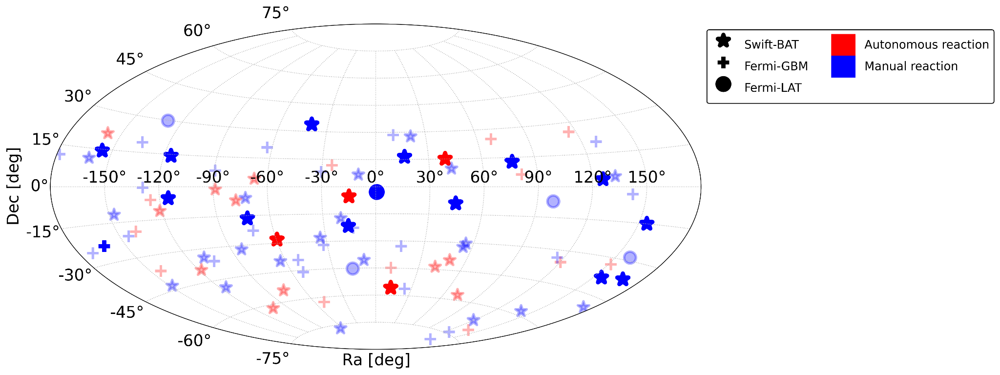 75°
60°
45°
30°
15°
0°
-15°
-30°
-45°
-60°
-75°
-150° -120° -90° -60° -30° 0° 30° 60° 90° 120° 150°
Dec [deg]
Ra [deg]
Swift-BAT
Fermi-GBM
Fermi-LAT
Autonomous reaction
Manual reaction